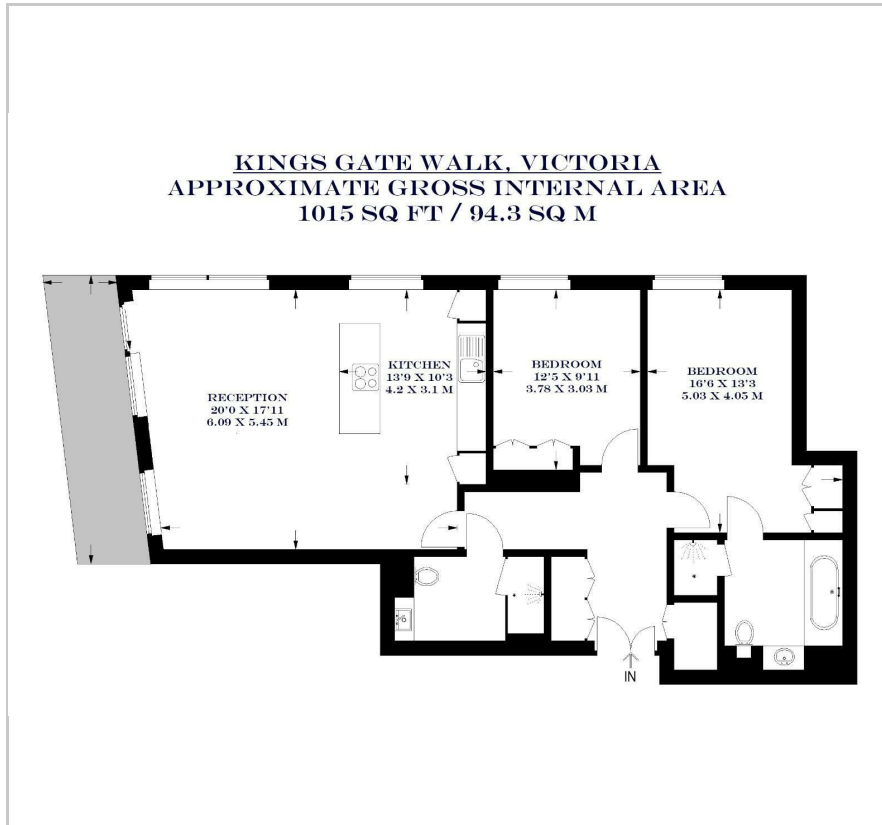 KINGS GATE WALK, VICTORIA
APPROXIMATE GROSS INTERNAL AREA
1015 SQ FT / 94.3 SQ M
RECEPTION
20'0 X 17'11
6.09 X 5.45 M
KITCHEN
13'9 X 10'3
4.2 X 3.1 M
BEDROOM
12'5 X 9'11
3.78 X 3.03 M
BEDROOM
16'6 X 13'3
5.03 X 4.05 M
IN